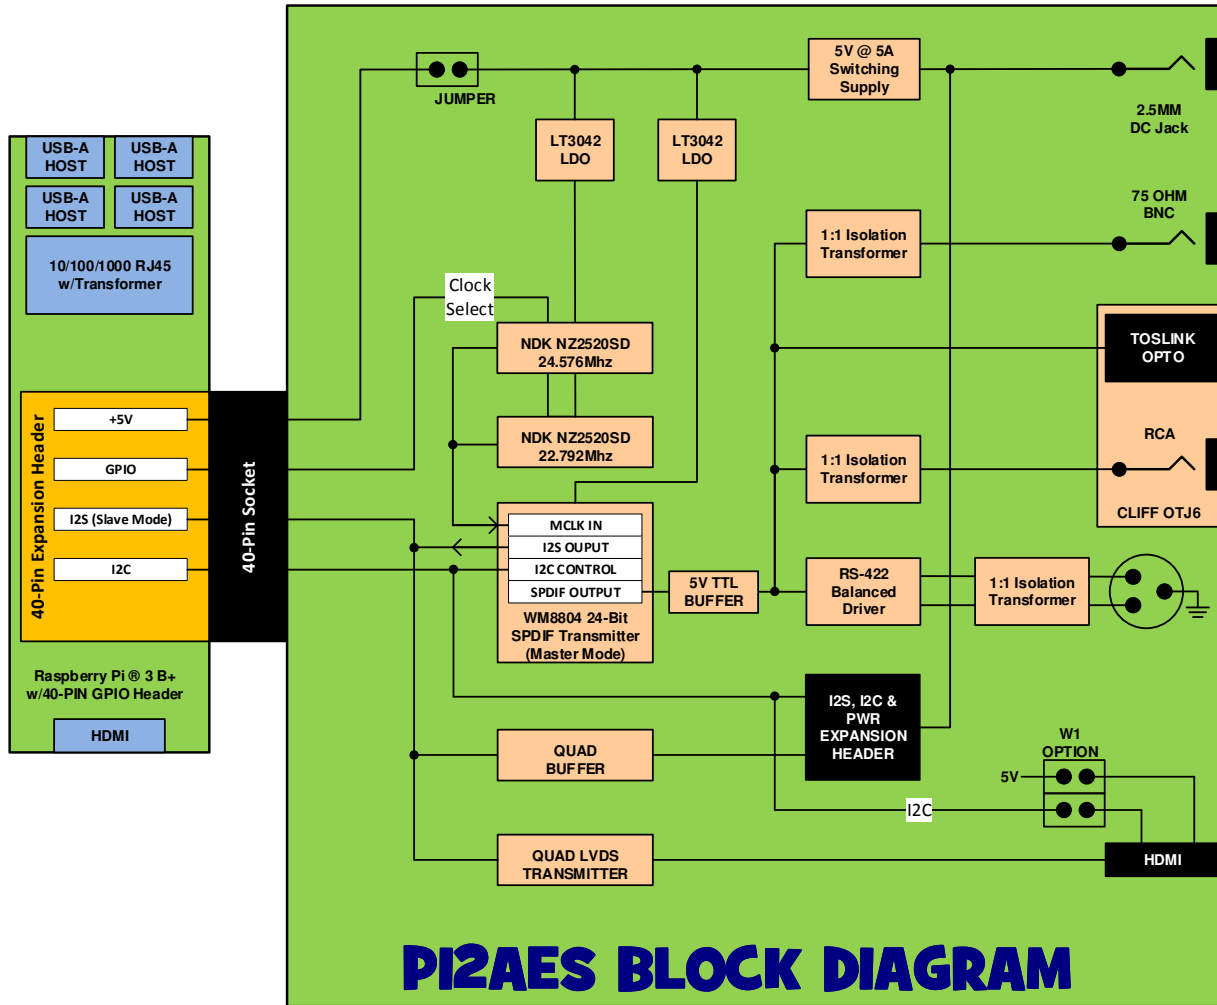 5V @ 5A
Switching
Supply
JUMPER
2.5MM
DC Jack
LT3042
LDO
LT3042
LDO
USB-A
HOST
USB-A
HOST
USB-A
HOST
USB-A
HOST
10/100/1000 RJ45
w/Transformer
75 OHM
BNC
1:1 Isolation
Transformer
Clock
Select
NDK NZ2520SD
24.576Mhz
TOSLINK
OPTO
NDK NZ2520SD
22.792Mhz
1:1 Isolation
Transformer
RCA
CLIFF OTJ6
40-Pin Expansion Header
+5V
GPIO
I2S (Slave Mode)
I2C
40-Pin Socket
MCLK IN
I2S OUPUT
I2C CONTROL
SPDIF OUTPUT
WM8804 24-Bit
SPDIF Transmitter
(Master Mode)
5V TTL
BUFFER
RS-422
Balanced
Driver
1:1 Isolation
Transformer
Raspberry Pi ® 3 B+
w/40-PIN GPIO Header
HDMI
I2S, I2C &
PWR
EXPANSION
HEADER
QUAD
BUFFER
W1
OPTION
5V
I2C
QUAD LVDS
TRANSMITTER
HDMI
PI2AES BLOCK DIAGRAM